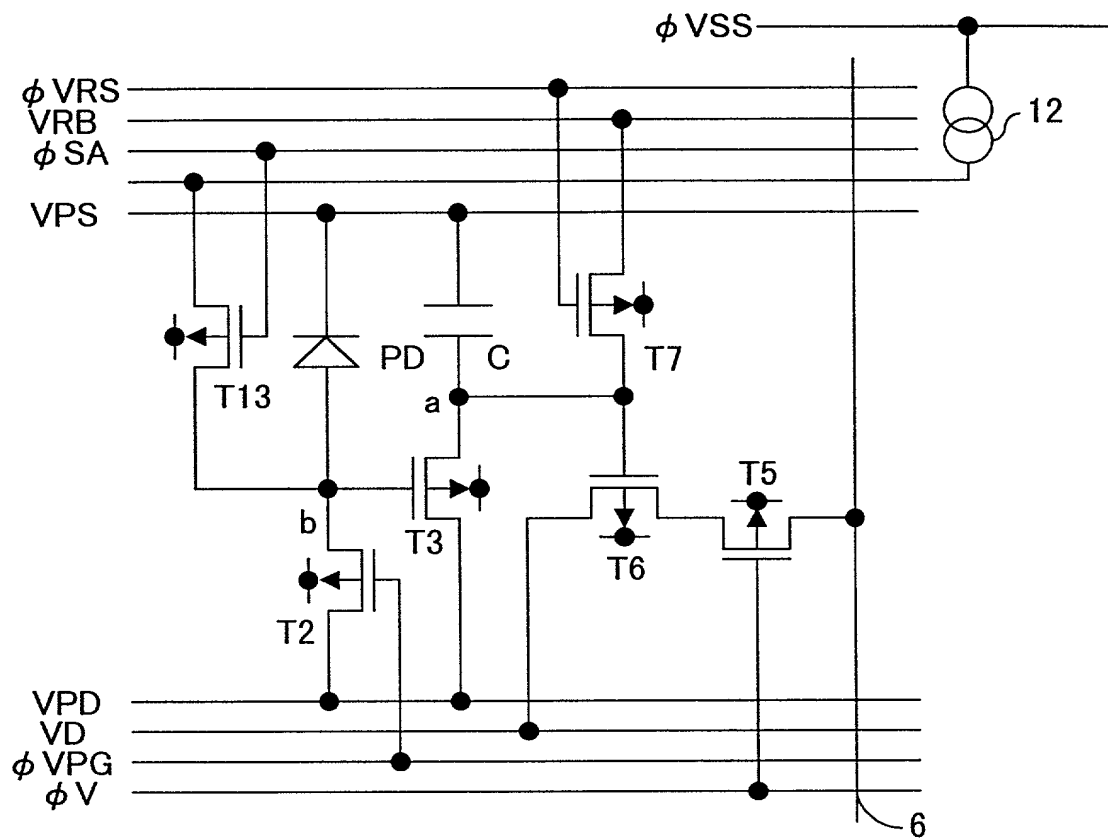 φVSS
φVRS
VRB
12
φSA
VPS
PD
C
T7
T13
a
T5
b
T3
T6
T2
VPD
VD
φVPG
φV
6